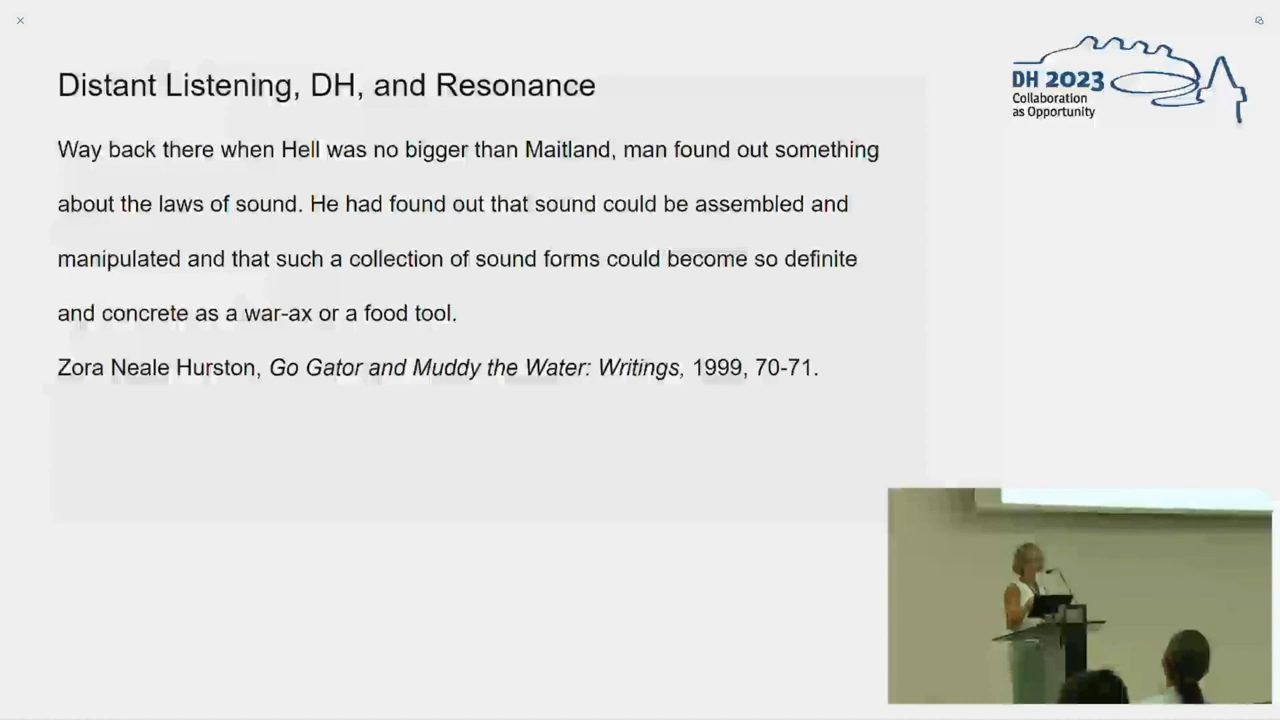 Distant Listening, DH, and Resonance
DH 2023
Collaboration
as Opportunity
Way back there when Hell was no bigger than Maitland, man found out something
about the laws of sound. He had found out that sound could be assembled and
manipulated and that such a collection of sound forms could become so definite
and concrete as a war-ax or a food tool.
Zora Neale Hurston, Go Gator and Muddy the Water: Writings, 1999, 70-71.